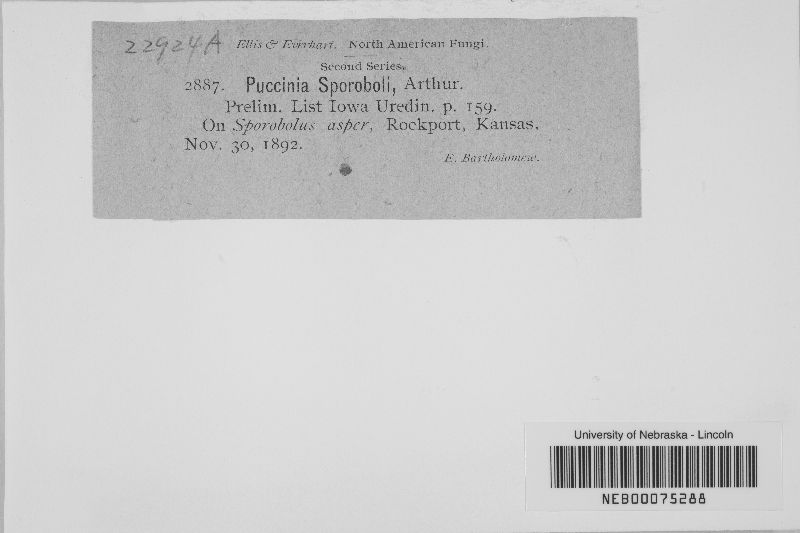 22924A Ellis & Everhart. North American Fungi.
Second Series.
2887. Puccinia Sporoboli, Arthur.
Prelim. List Iowa Uredin. p. 159.
On Sporobolus asper, Rockport, Kansas,
Nov. 30, 1892.
E. Bartholomew.
University of Nebraska - Lincoln
NEB00075288